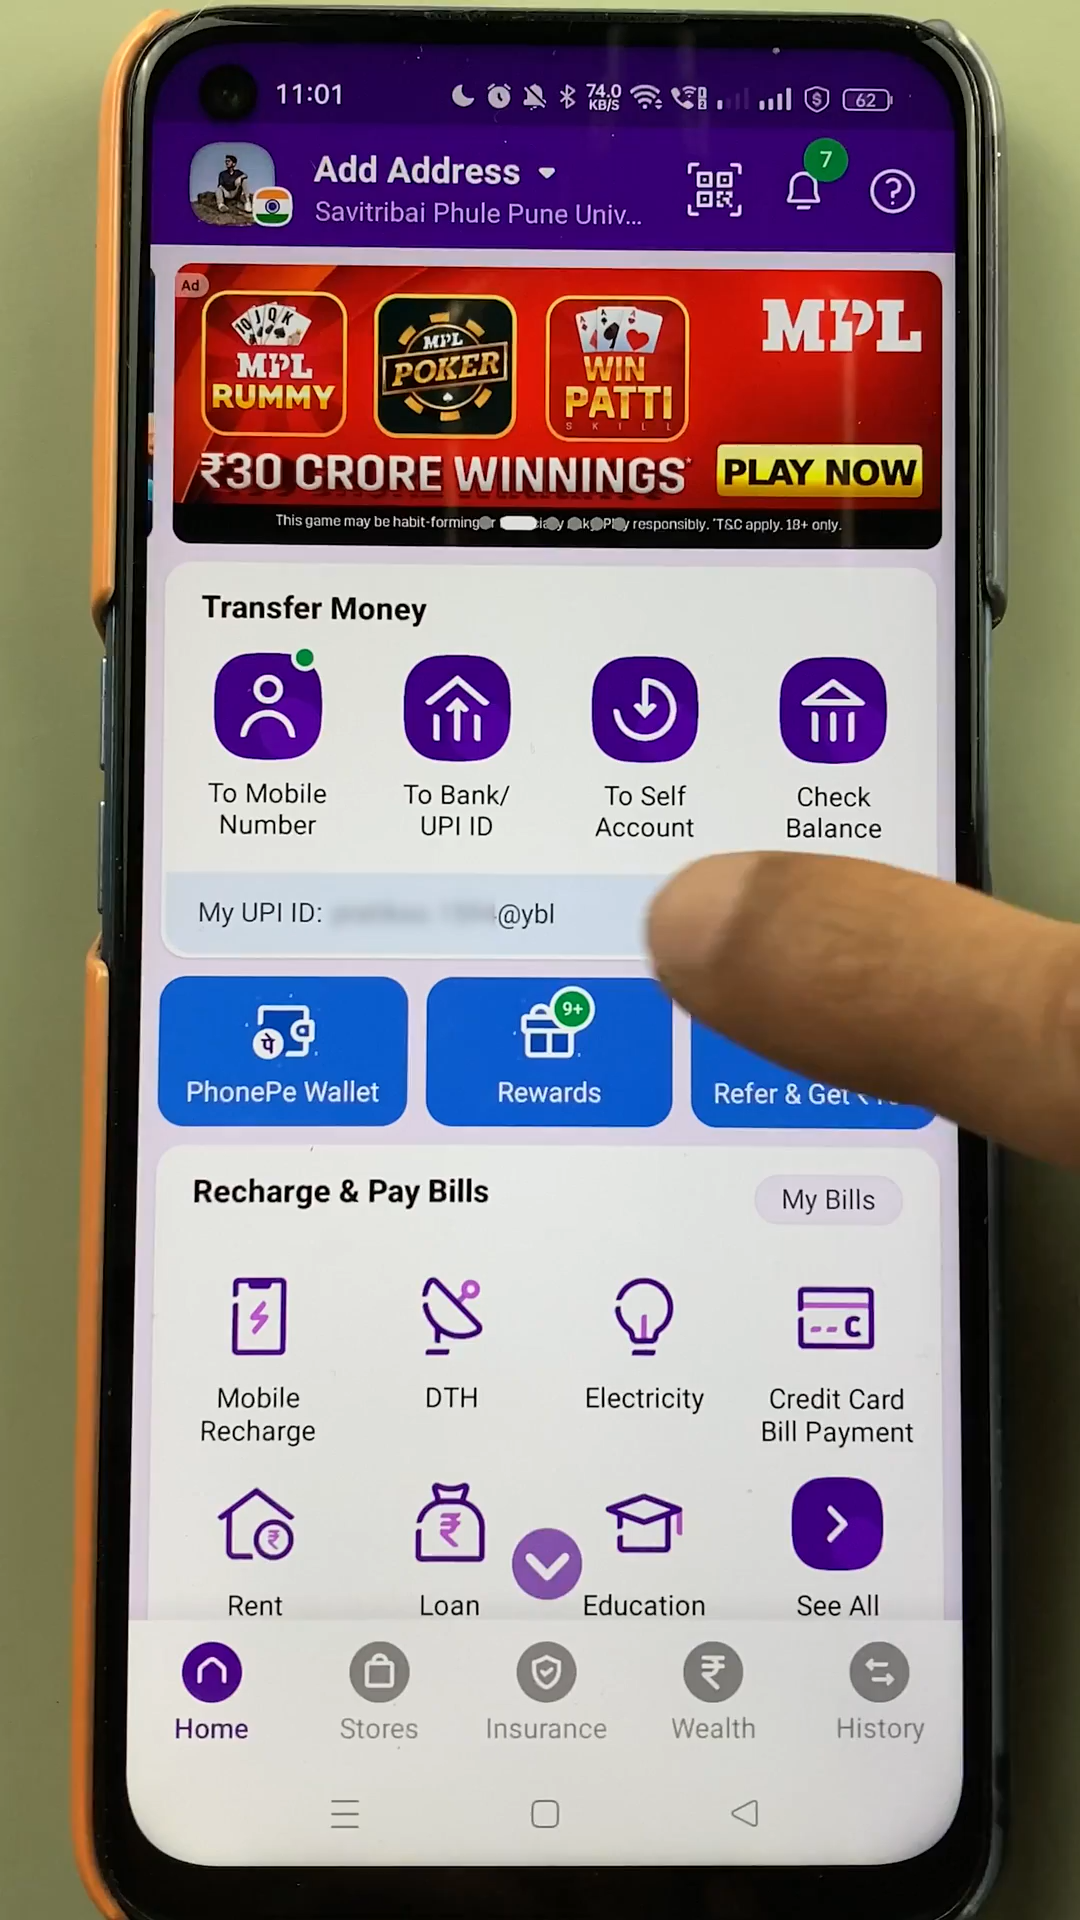 11:01
74.0
KB/S
62
Add Address
Savitribai Phule Pune Univ...
7
Ad
10 J Q K
MPL
RUMMY
MPL
POKER
A 9 A
WIN
PATTI
SKILL
MPL
₹30 CRORE WINNINGS*
PLAY NOW
This game may be habit-forming or responsibly. *T&C apply. 18+ only.
Transfer Money
To Mobile
Number
To Bank/
UPI ID
To Self
Account
Check
Balance
My UPI ID: @ybl
पे
PhonePe Wallet
9+
Rewards
Refer & Get
Recharge & Pay Bills
My Bills
Mobile
Recharge
DTH
Electricity
C
Credit Card
Bill Payment
₹
Rent
₹
Loan
Education
See All
Home
Stores
Insurance
₹
Wealth
History